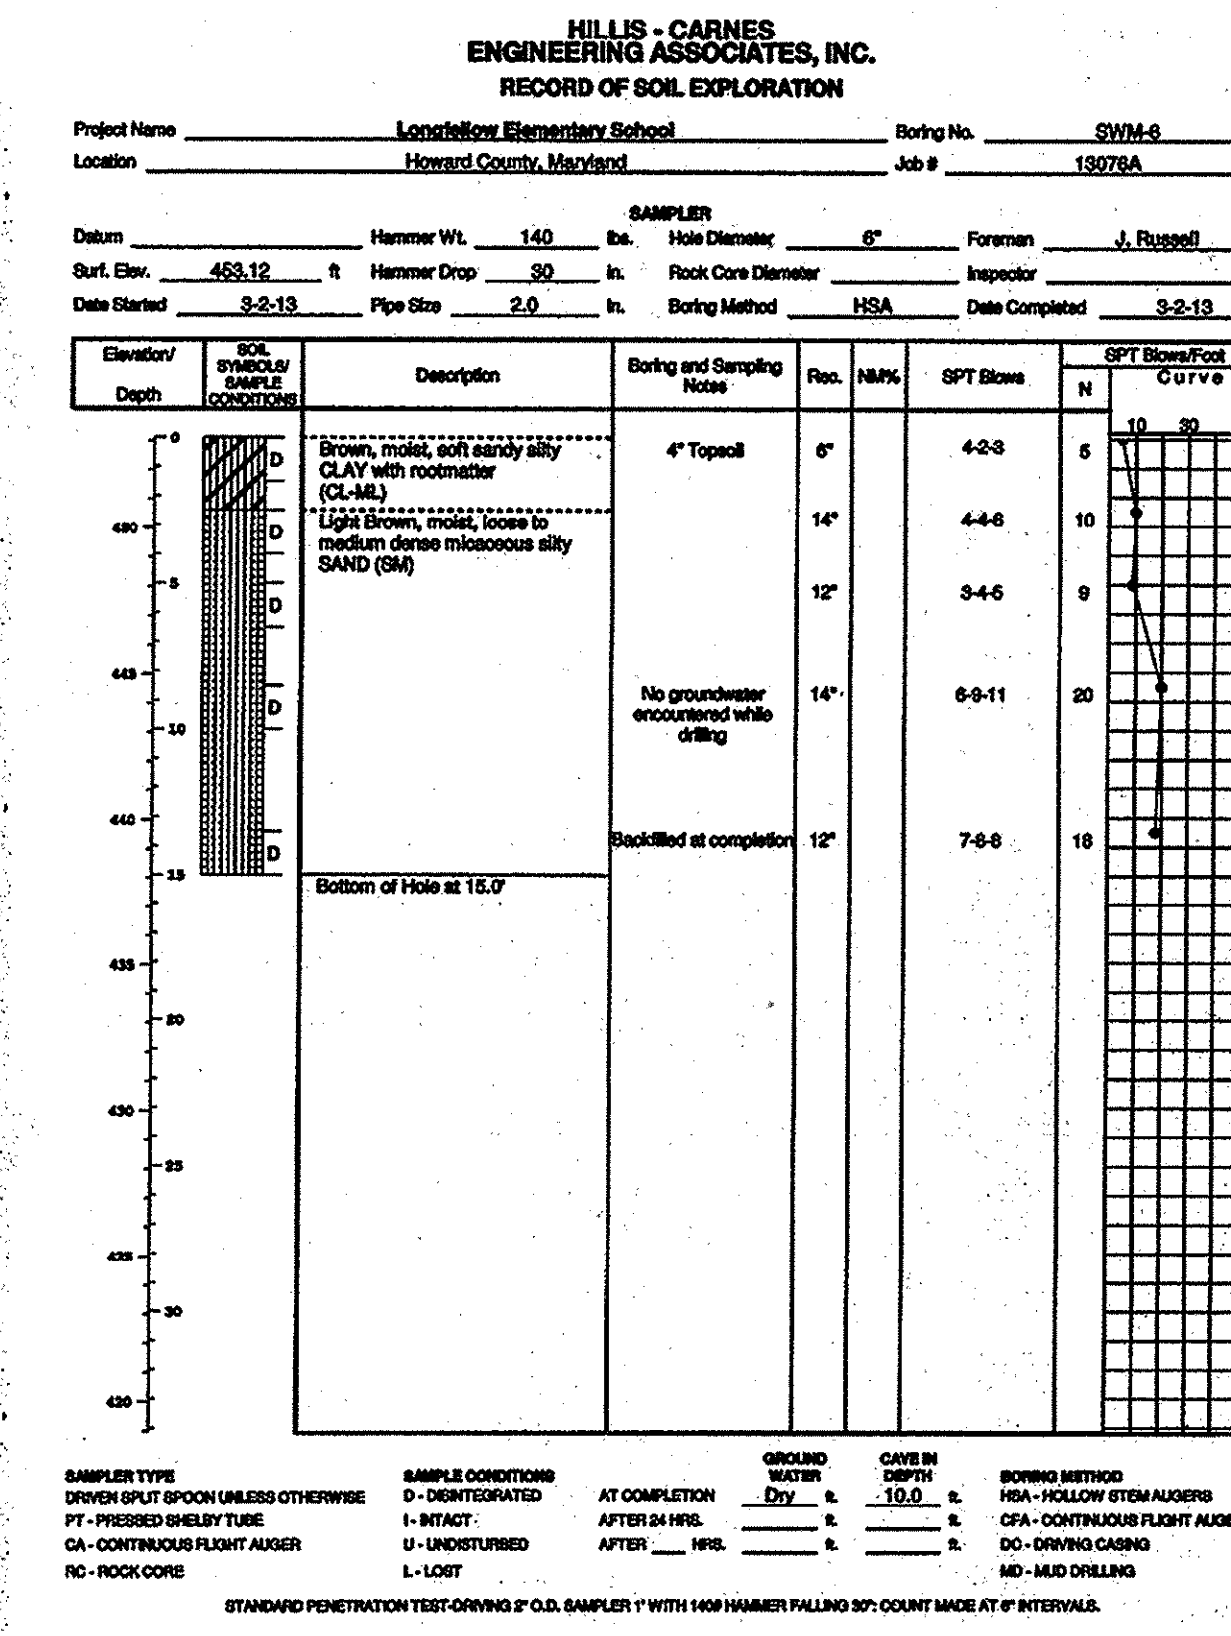 HILLIS - CARNES
ENGINEERING ASSOCIATES, INC.
RECORD OF SOIL EXPLORATION
Project Name Longfellow Elementary School Boring No. SWM-6
Location Howard County, Maryland Job # 13076A
SAMPLER
Datum Hammer Wt. 140 lbs. Hole Diameter 6" Foreman J. Russell
Surf. Elev. 453.12 ft Hammer Drop 30 in. Rock Core Diameter Inspector
Date Started 3-2-13 Pipe Size 2.0 in. Boring Method HSA Date Completed 3-2-13
Elevation/ Depth SOIL SYMBOLS/ SAMPLE CONDITIONS Description Boring and Sampling Notes Rec. NM% SPT Blows SPT Blows/Foot
N Curve
10 30
0
Brown, moist, soft sandy silty 4" Topsoil 6" 4-2-3 5
D
CLAY with rootmatter
(CL-ML)
450 D Light Brown, moist, loose to 14" 4-4-6 10
medium dense micaceous silty
SAND (SM)
5
D 12" 3-4-5 9
445
D No groundwater 14" 6-9-11 20
encountered while
10 drilling
440 Backfilled at completion 12" 18
D
15
Bottom of Hole at 15.0'
435
20
430
25
425
30
420
GROUND WATER CAVE IN DEPTH
SAMPLER TYPE SAMPLE CONDITIONS BORING METHOD
DRIVEN SPLIT SPOON UNLESS OTHERWISE D - DISINTEGRATED AT COMPLETION Dry ft. 10.0 ft. HSA - HOLLOW STEM AUGERS
PT - PRESSED SHELBY TUBE I - INTACT AFTER 24 HRS. ft. ft. CFA - CONTINUOUS FLIGHT AUGE
CA - CONTINUOUS FLIGHT AUGER U - UNDISTURBED AFTER HRS. ft. ft. DC - DRIVING CASING
RC - ROCK CORE L - LOST MD - MUD DRILLING
STANDARD PENETRATION TEST-DRIVING 2" O.D. SAMPLER 1' WITH 140# HAMMER FALLING 30"; COUNT MADE AT 6" INTERVALS.